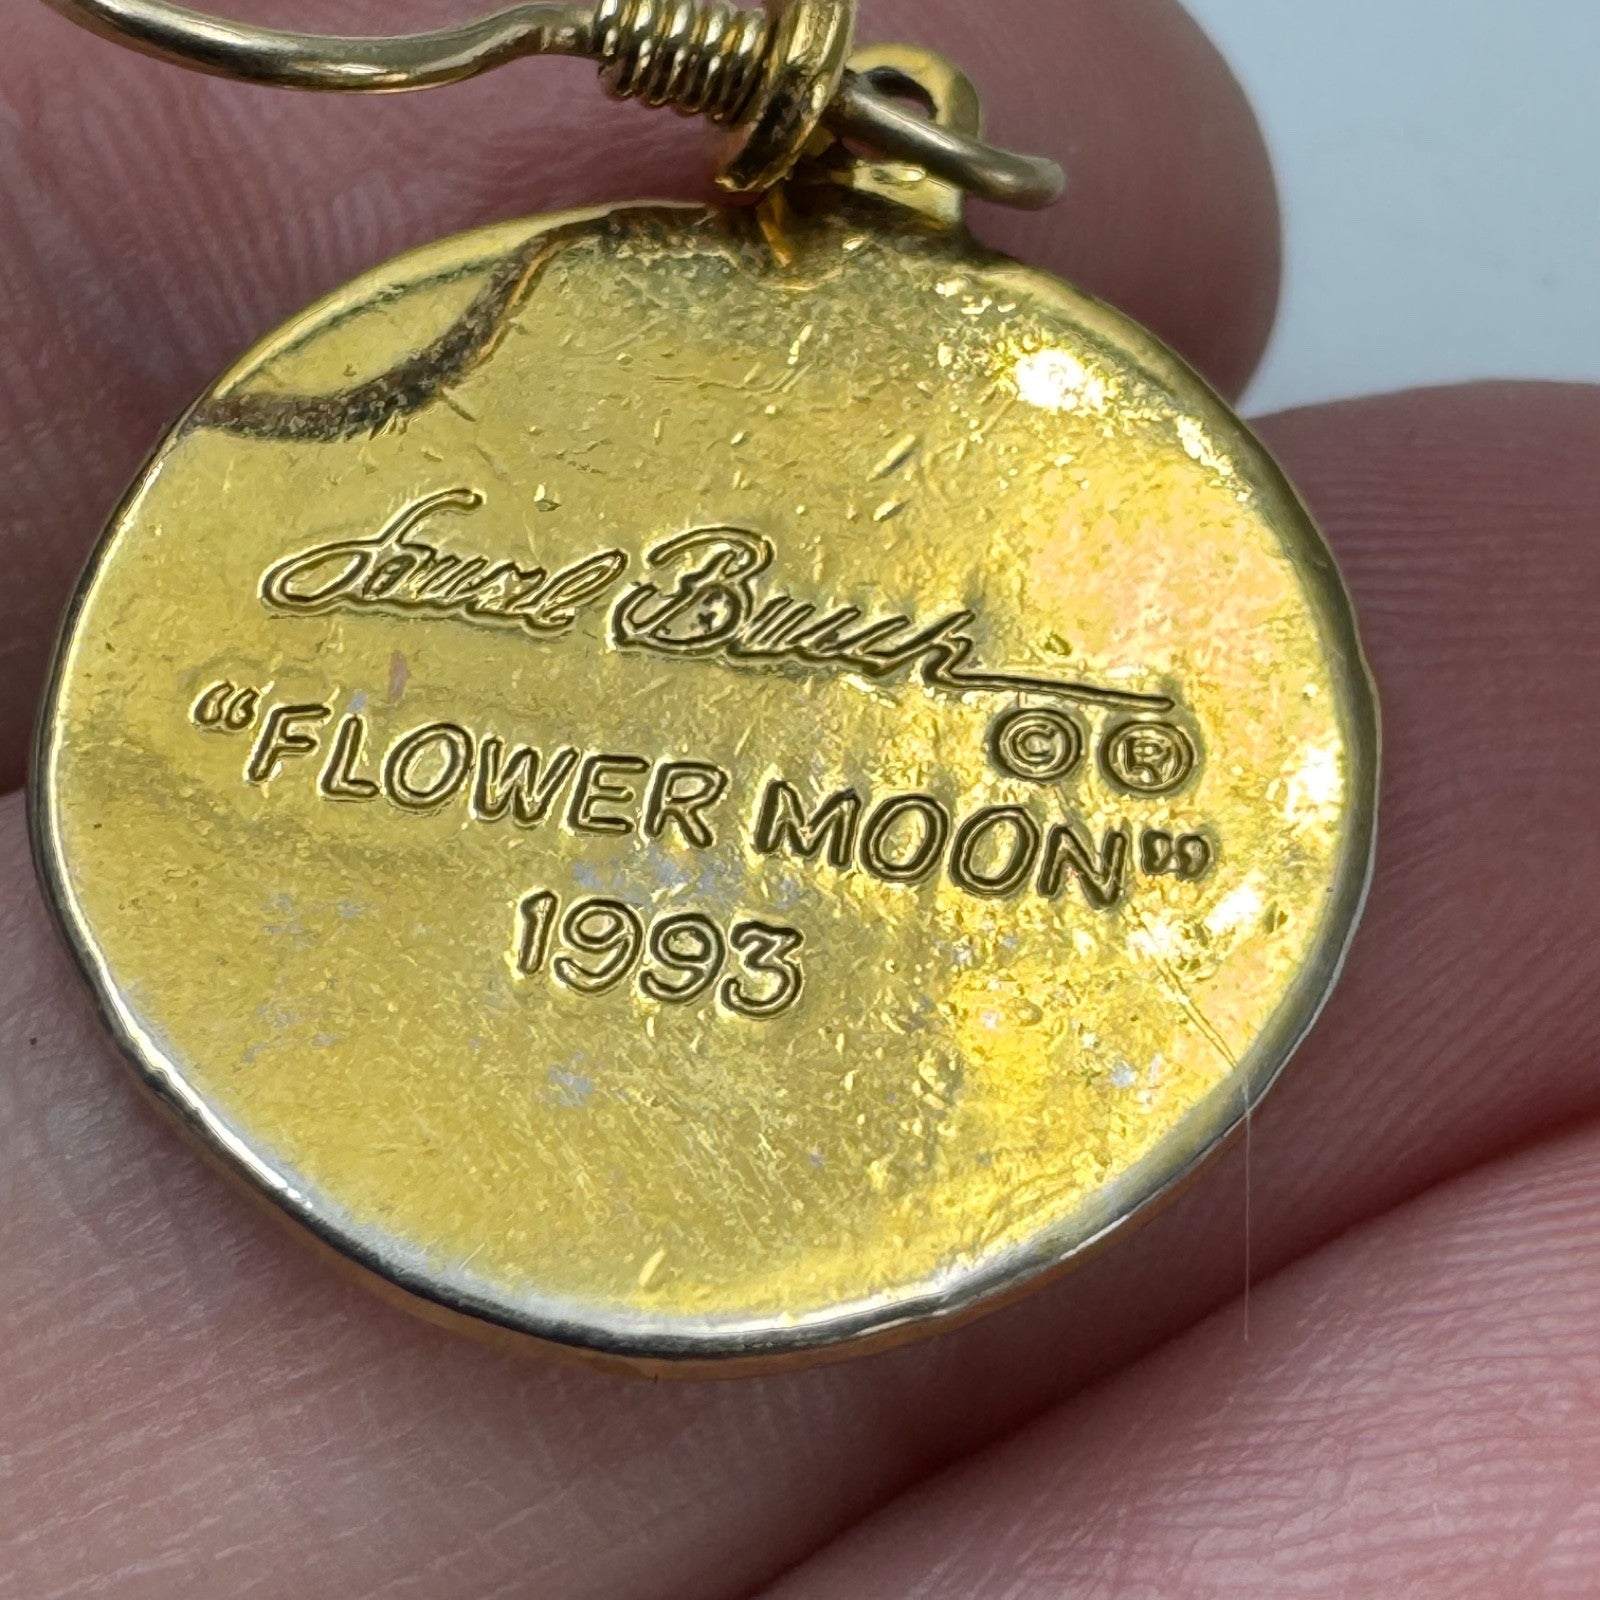 Laurel Burch
© ®
“FLOWER MOON”
1993